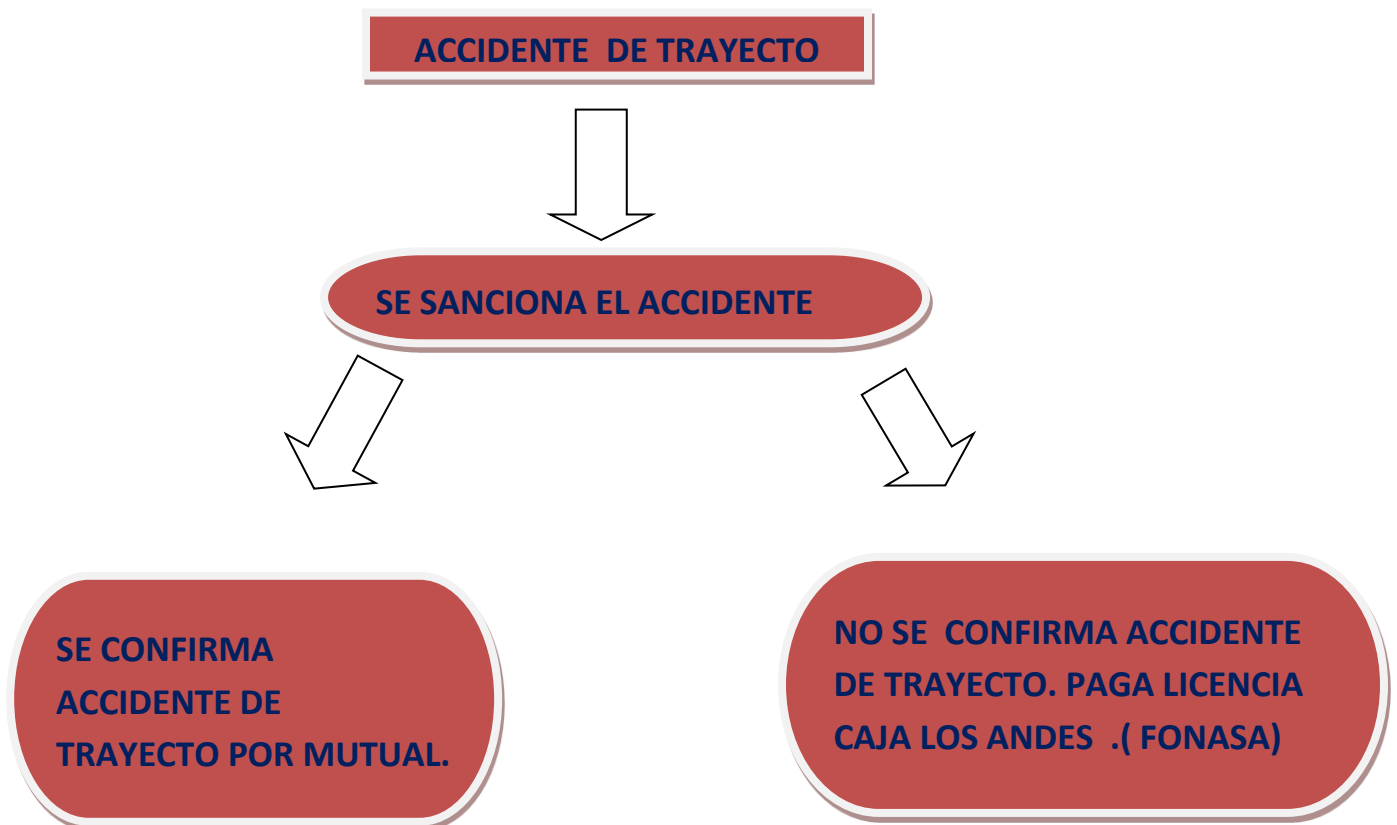 ACCIDENTE DE TRAYECTO
SE SANCIONA EL ACCIDENTE
SE CONFIRMA
ACCIDENTE DE
TRAYECTO POR MUTUAL.
NO SE CONFIRMA ACCIDENTE
DE TRAYECTO. PAGA LICENCIA
CAJA LOS ANDES .( FONASA)